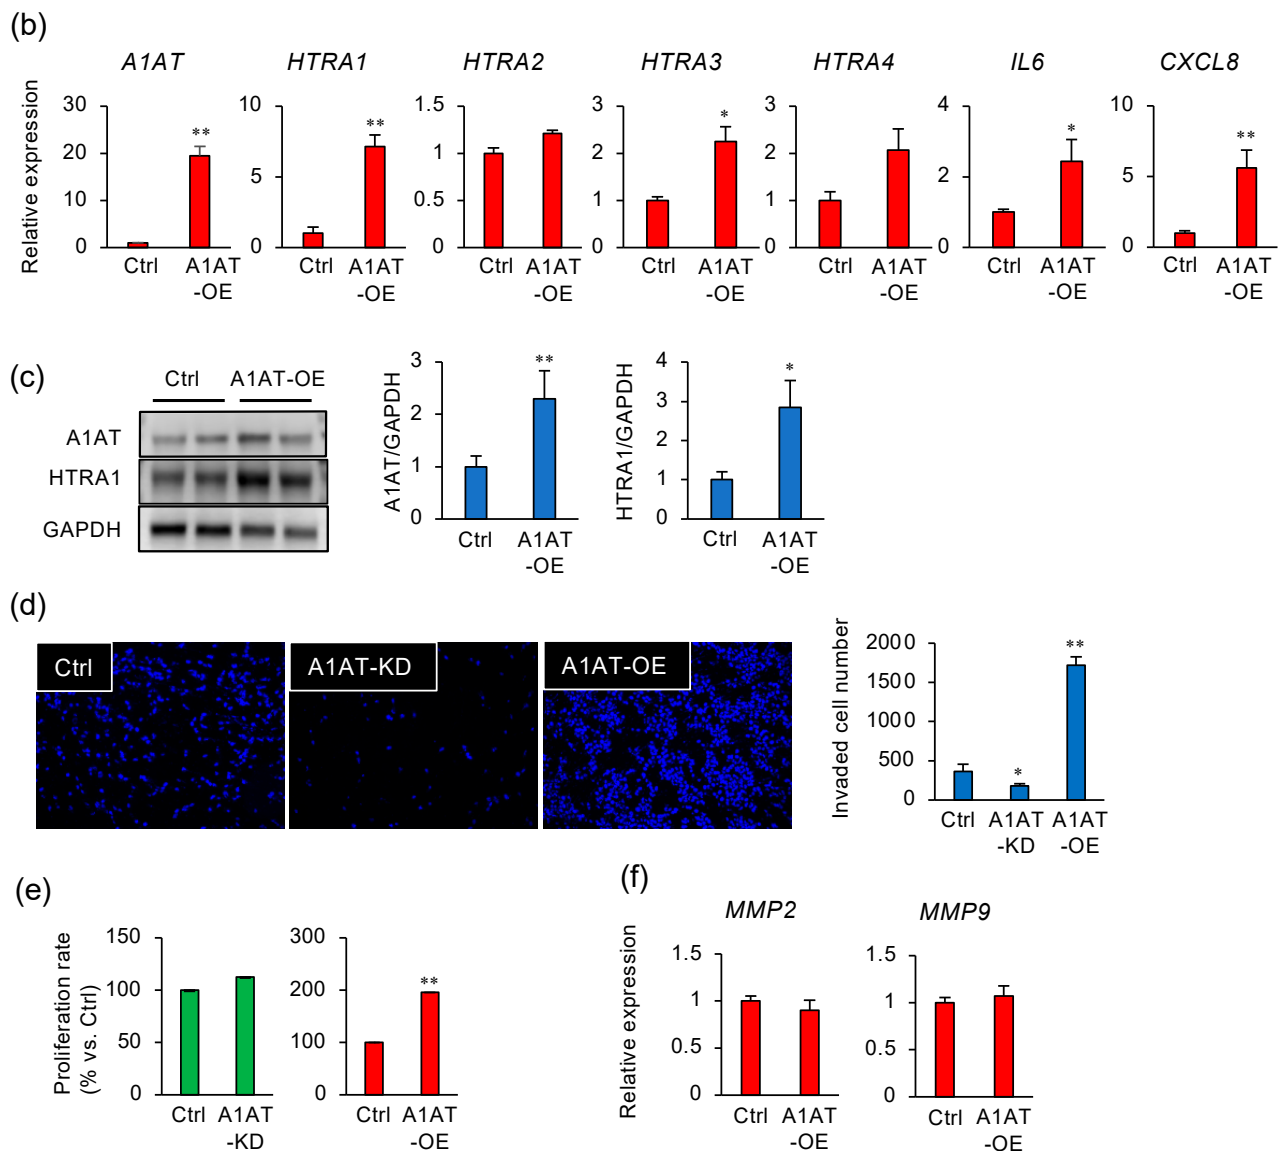 (b)
A1AT HTRA1 HTRA2 HTRA3 HTRA4 IL6 CXCL8
Relative expression
30 20 10 0
10 5 0
1.5 1 0.5 0
3 2 1 0
3 2 1 0
4 2 0
10 5 0
** ** * * **
Ctrl A1AT Ctrl A1AT Ctrl A1AT Ctrl A1AT Ctrl A1AT Ctrl A1AT Ctrl A1AT
-OE -OE -OE -OE -OE -OE -OE
(c)
Ctrl A1AT-OE
A1AT
HTRA1
GAPDH
A1AT/GAPDH
3 2 1 0
**
Ctrl A1AT
-OE
HTRA1/GAPDH
4 3 2 1 0
*
Ctrl A1AT
-OE
(d)
Ctrl A1AT-KD A1AT-OE
Invaded cell number
2000
1500
1000
500
0
* **
Ctrl A1AT A1AT
-KD -OE
(e)
Proliferation rate
(% vs. Ctrl)
150 100 50 0
Ctrl A1AT
-KD
300 200 100 0
**
Ctrl A1AT
-OE
(f)
MMP2 MMP9
Relative expression
1.5 1 0.5 0
Ctrl A1AT
-OE
1.5 1 0.5 0
Ctrl A1AT
-OE